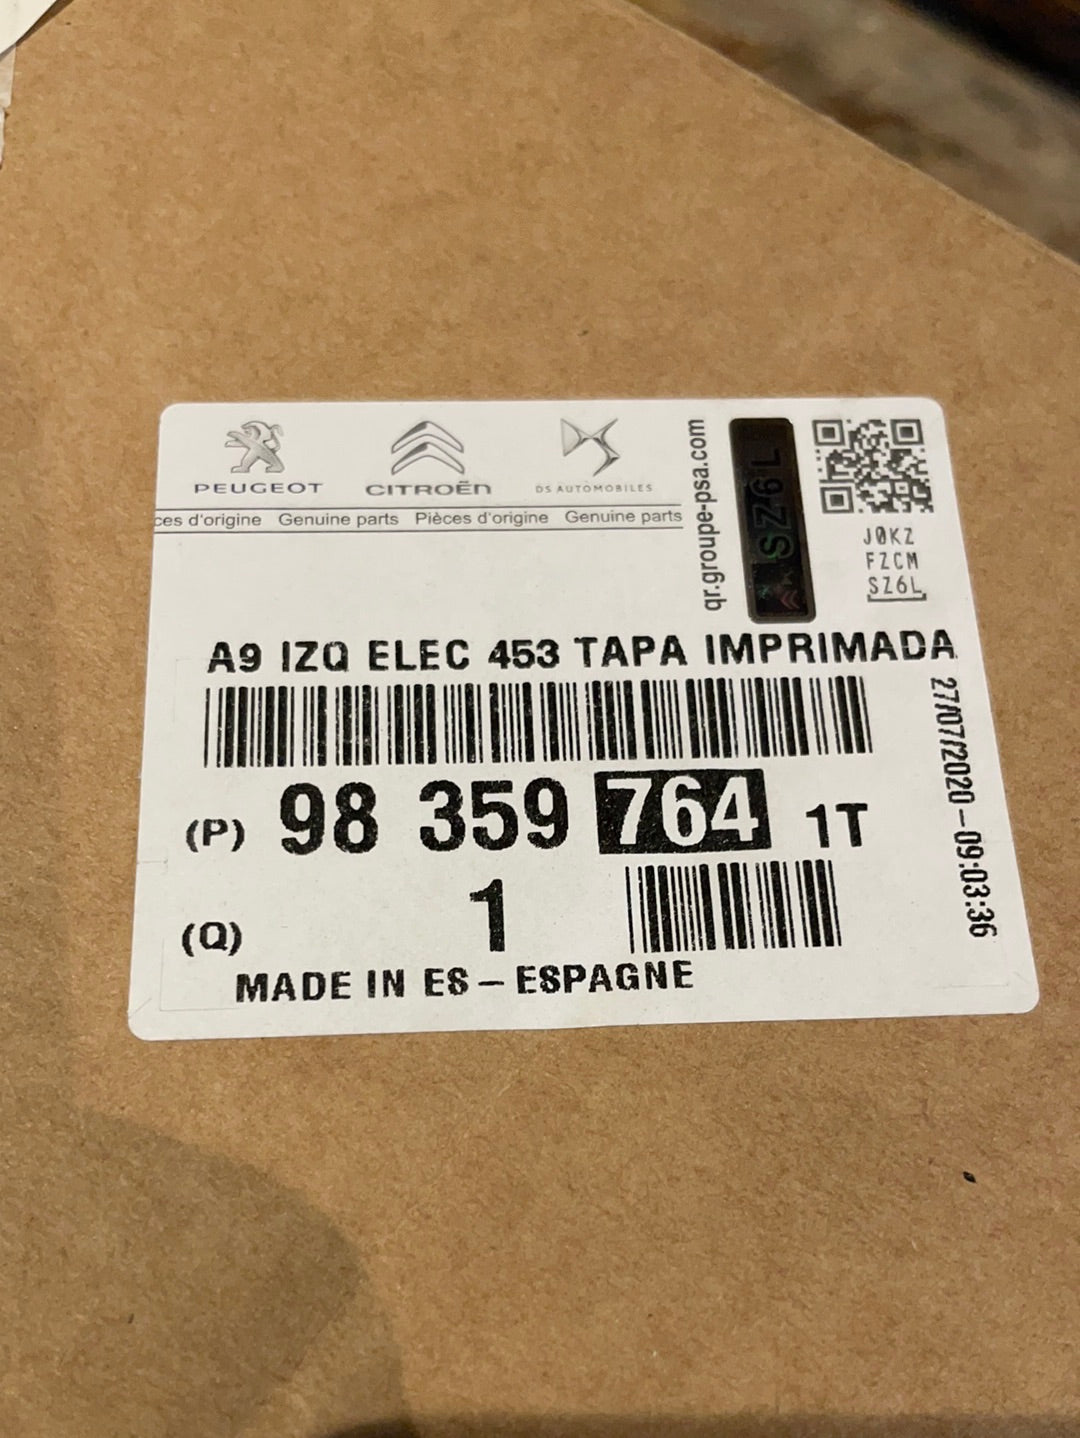 PEUGEOT CITROËN DS AUTOMOBILES
ces d'origine Genuine parts Pièces d'origine Genuine parts
qr.groupe-psa.com
SZ6L
J0KZ
FZCM
SZ6L
A9 IZQ ELEC 453 TAPA IMPRIMADA
27/07/2020-09:03:36
(P) 98 359 764 1T
(Q) 1
MADE IN ES - ESPAGNE